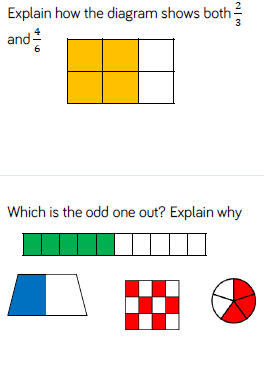 Explain how the diagram shows both 2/3
and 4/6
Which is the odd one out? Explain why